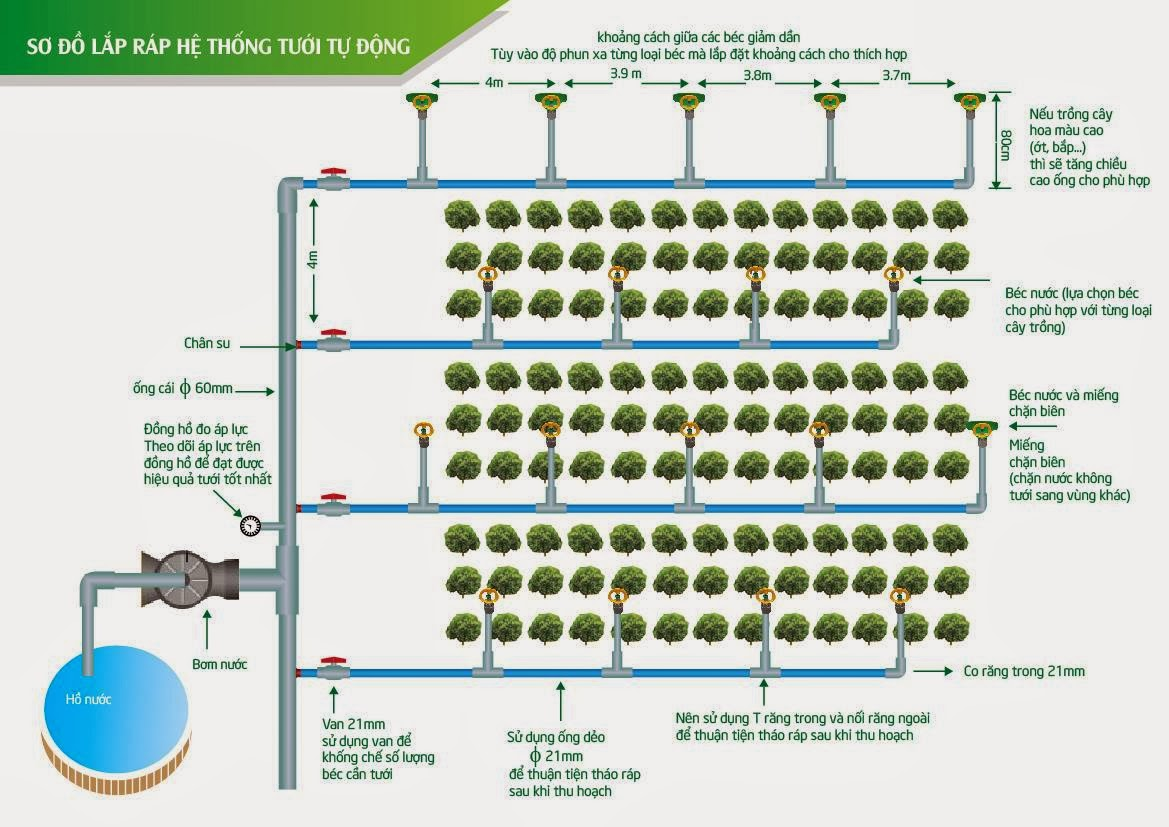 SƠ ĐỒ LẮP RÁP HỆ THỐNG TƯỚI TỰ ĐỘNG
khoảng cách giữa các béc giảm dần
Tùy vào độ phun xa từng loại béc mà lắp đặt khoảng cách cho thích hợp
4m
3.9 m
3.8m
3.7m
80cm
Nếu trồng cây
hoa màu cao
(ớt, bắp...)
thì sẽ tăng chiều
cao ống cho phù hợp
4m
Béc nước (lựa chọn béc
cho phù hợp với từng loại
cây trồng)
Chân su
ống cái ϕ 60mm
Béc nước và miếng
chặn biên
Miếng
chặn biên
(chặn nước không
tưới sang vùng khác)
Đồng hồ đo áp lực
Theo dõi áp lực trên
đồng hồ để đạt được
hiệu quả tưới tốt nhất
Bơm nước
Hồ nước
Co răng trong 21mm
Van 21mm
sử dụng van để
khống chế số lượng
béc cần tưới
Sử dụng ống dẻo
ϕ 21mm
để thuận tiện tháo ráp
sau khi thu hoạch
Nên sử dụng T răng trong và nối răng ngoài
để thuận tiện tháo ráp sau khi thu hoạch